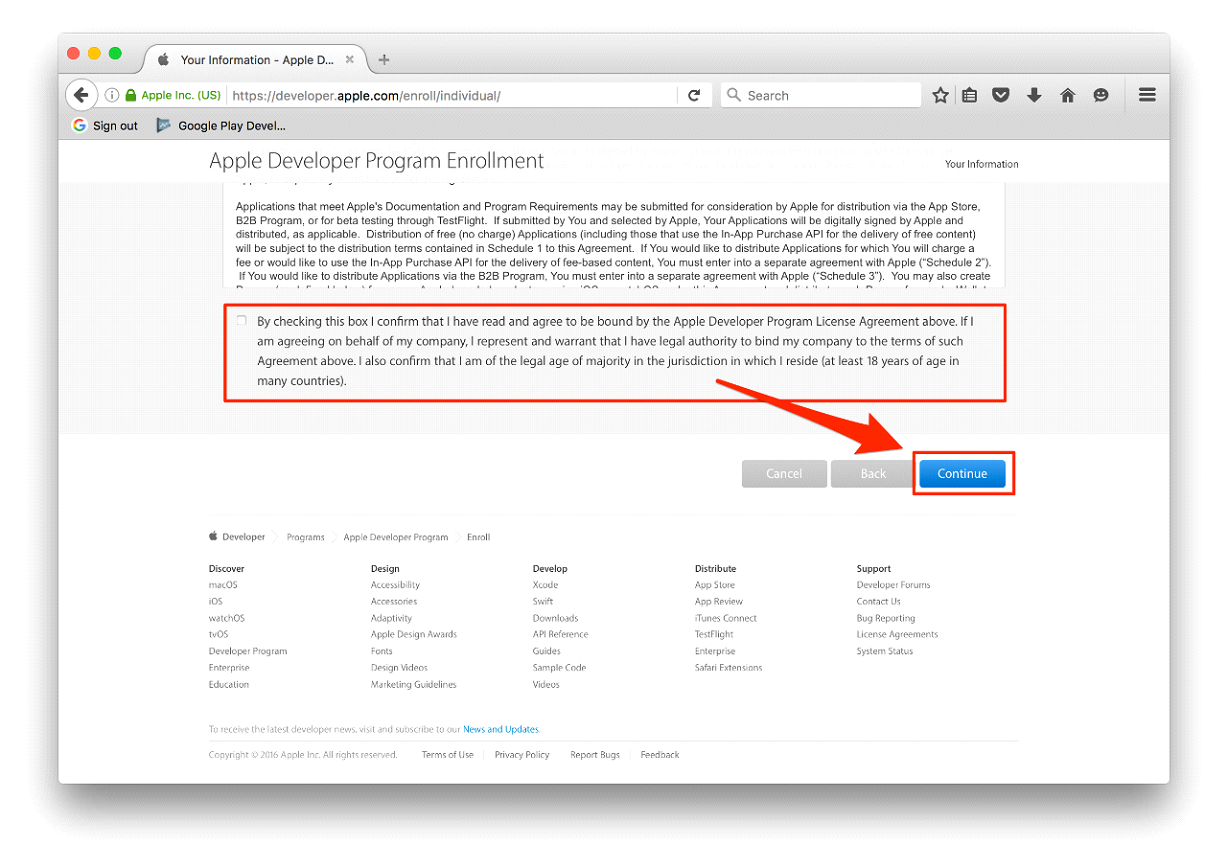 Your Information - Apple D...
Apple Inc. (US) https://developer.apple.com/enroll/individual/
Search
Sign out Google Play Devel...
Apple Developer Program Enrollment
Your Information
Applications that meet Apple's Documentation and Program Requirements may be submitted for consideration by Apple for distribution via the App Store,
B2B Program, or for beta testing through TestFlight. If submitted by You and selected by Apple, Your Applications will be digitally signed by Apple and
distributed, as applicable. Distribution of free (no charge) Applications (including those that use the In-App Purchase API for the delivery of free content)
will be subject to the distribution terms contained in Schedule 1 to this Agreement. If You would like to distribute Applications for which You will charge a
fee or would like to use the In-App Purchase API for the delivery of fee-based content, You must enter into a separate agreement with Apple (“Schedule 2”).
If You would like to distribute Applications via the B2B Program, You must enter into a separate agreement with Apple (“Schedule 3”). You may also create
By checking this box I confirm that I have read and agree to be bound by the Apple Developer Program License Agreement above. If I
am agreeing on behalf of my company, I represent and warrant that I have legal authority to bind my company to the terms of such
Agreement above. I also confirm that I am of the legal age of majority in the jurisdiction in which I reside (at least 18 years of age in
many countries).
Cancel Back Continue
Developer Programs Apple Developer Program Enroll
Discover Design Develop Distribute Support
macOS Accessibility Xcode App Store Developer Forums
iOS Accessories Swift App Review Contact Us
watchOS Adaptivity Downloads iTunes Connect Bug Reporting
tvOS Apple Design Awards API Reference TestFlight License Agreements
Developer Program Fonts Guides Enterprise System Status
Enterprise Design Videos Sample Code Safari Extensions
Education Marketing Guidelines Videos
To receive the latest developer news, visit and subscribe to our News and Updates.
Copyright © 2016 Apple Inc. All rights reserved. Terms of Use Privacy Policy Report Bugs Feedback